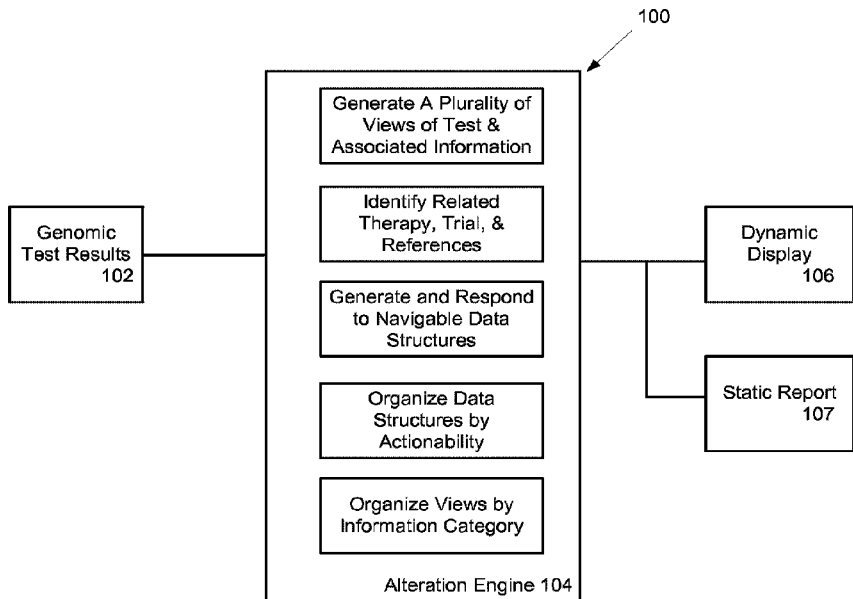 100
Generate A Plurality of
Views of Test &
Associated Information
Identify Related
Therapy, Trial, &
References
Genomic
Test Results
102
Dynamic
Display
106
Generate and Respond
to Navigable Data
Structures
Organize Data
Structures by
Actionability
Static Report
107
Organize Views by
Information Category
Alteration Engine 104